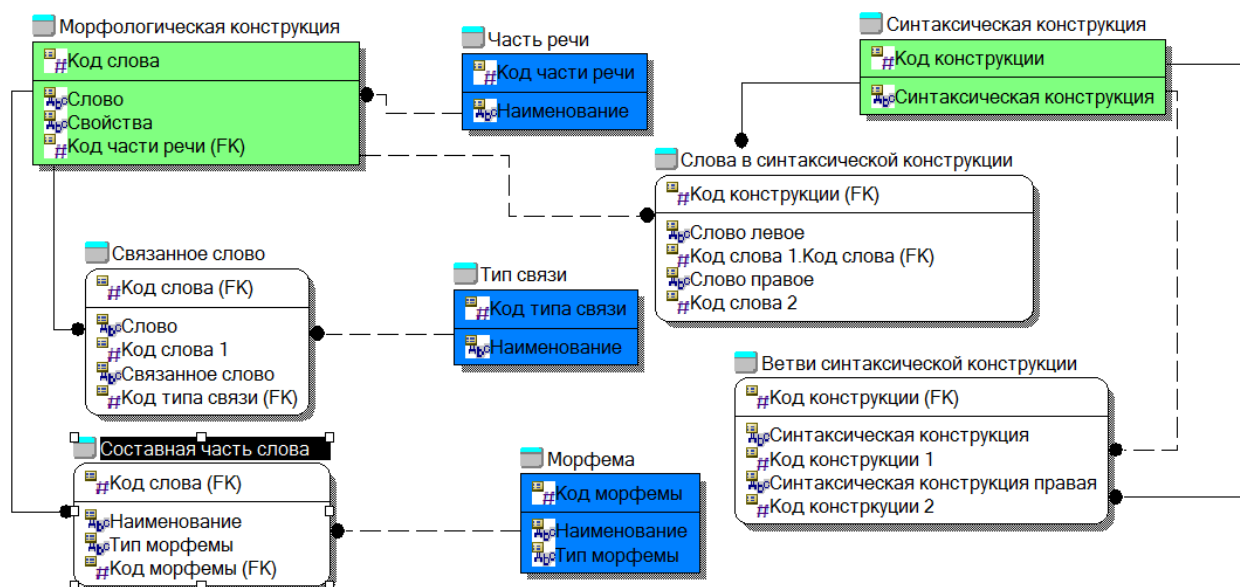 Морфологическая конструкция
#Код слова
Слово
Свойства
#Код части речи (FK)
Часть речи
#Код части речи
Наименование
Синтаксическая конструкция
#Код конструкции
Синтаксическая конструкция
Слова в синтаксической конструкции
#Код конструкции (FK)
Слово левое
#Код слова 1.Код слова (FK)
Слово правое
#Код слова 2
Связанное слово
#Код слова (FK)
Слово
#Код слова 1
Связанное слово
#Код типа связи (FK)
Тип связи
#Код типа связи
Наименование
Ветви синтаксической конструкции
#Код конструкции (FK)
Синтаксическая конструкция
#Код конструкции 1
Синтаксическая конструкция правая
#Код констркуции 2
Составная часть слова
#Код слова (FK)
Наименование
Тип морфемы
#Код морфемы (FK)
Морфема
#Код морфемы
Наименование
Тип морфемы